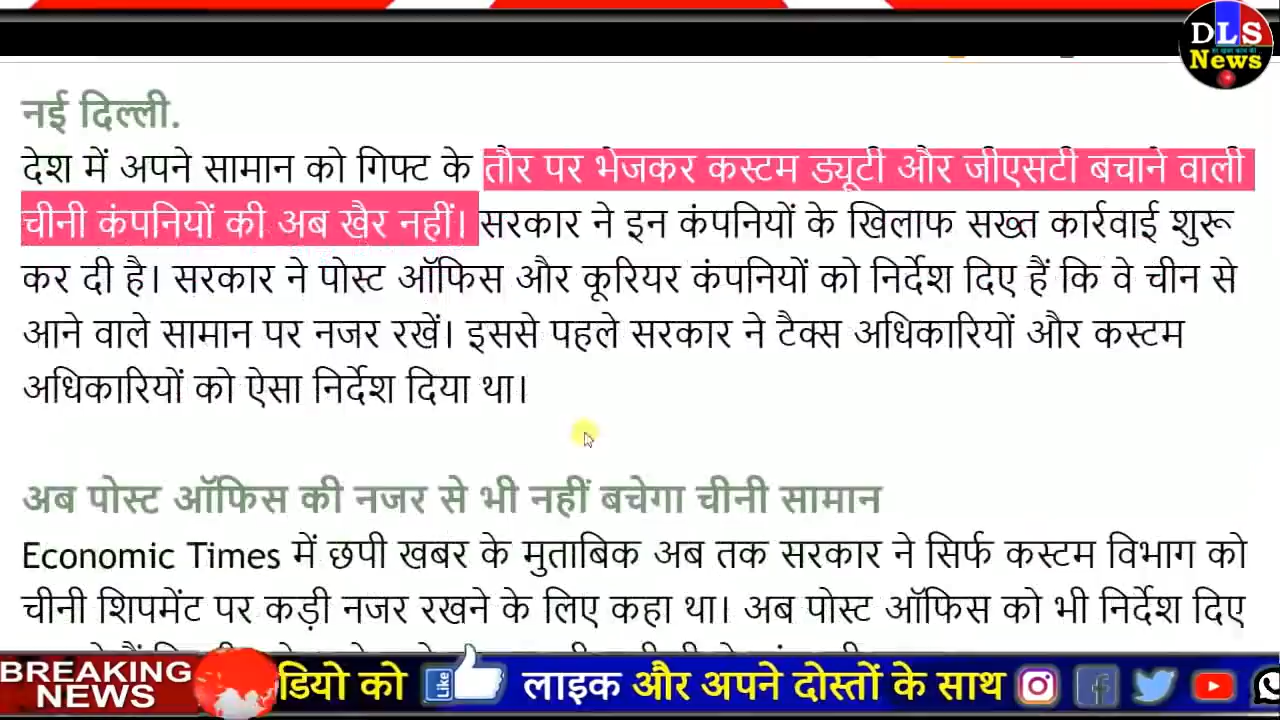 DLS
News
नई दिल्ली.
देश में अपने सामान को गिफ्ट के तौर पर भेजकर कस्टम ड्यूटी और जीएसटी बचाने वाली
चीनी कंपनियों की अब खैर नहीं। सरकार ने इन कंपनियों के खिलाफ सख्त कार्रवाई शुरू
कर दी है। सरकार ने पोस्ट ऑफिस और कूरियर कंपनियों को निर्देश दिए हैं कि वे चीन से
आने वाले सामान पर नजर रखें। इससे पहले सरकार ने टैक्स अधिकारियों और कस्टम
अधिकारियों को ऐसा निर्देश दिया था।
अब पोस्ट ऑफिस की नजर से भी नहीं बचेगा चीनी सामान
Economic Times में छपी खबर के मुताबिक अब तक सरकार ने सिर्फ कस्टम विभाग को
चीनी शिपमेंट पर कड़ी नजर रखने के लिए कहा था। अब पोस्ट ऑफिस को भी निर्देश दिए
BREAKING
NEWS
डियो को Like लाइक और अपने दोस्तों के साथ